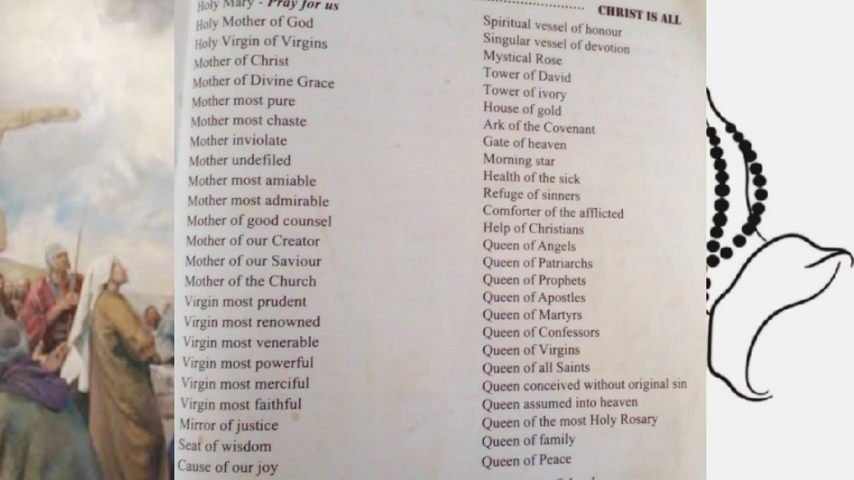 Holy Mary - Pray for us
Holy Mother of God
Holy Virgin of Virgins
Mother of Christ
Mother of Divine Grace
Mother most pure
Mother most chaste
Mother inviolate
Mother undefiled
Mother most amiable
Mother most admirable
Mother of good counsel
Mother of our Creator
Mother of our Saviour
Mother of the Church
Virgin most prudent
Virgin most renowned
Virgin most venerable
Virgin most powerful
Virgin most merciful
Virgin most faithful
Mirror of justice
Seat of wisdom
Cause of our joy
CHRIST IS ALL
Spiritual vessel of honour
Singular vessel of devotion
Mystical Rose
Tower of David
Tower of ivory
House of gold
Ark of the Covenant
Gate of heaven
Morning star
Health of the sick
Refuge of sinners
Comforter of the afflicted
Help of Christians
Queen of Angels
Queen of Patriarchs
Queen of Prophets
Queen of Apostles
Queen of Martyrs
Queen of Confessors
Queen of Virgins
Queen of all Saints
Queen conceived without original sin
Queen assumed into heaven
Queen of the most Holy Rosary
Queen of family
Queen of Peace